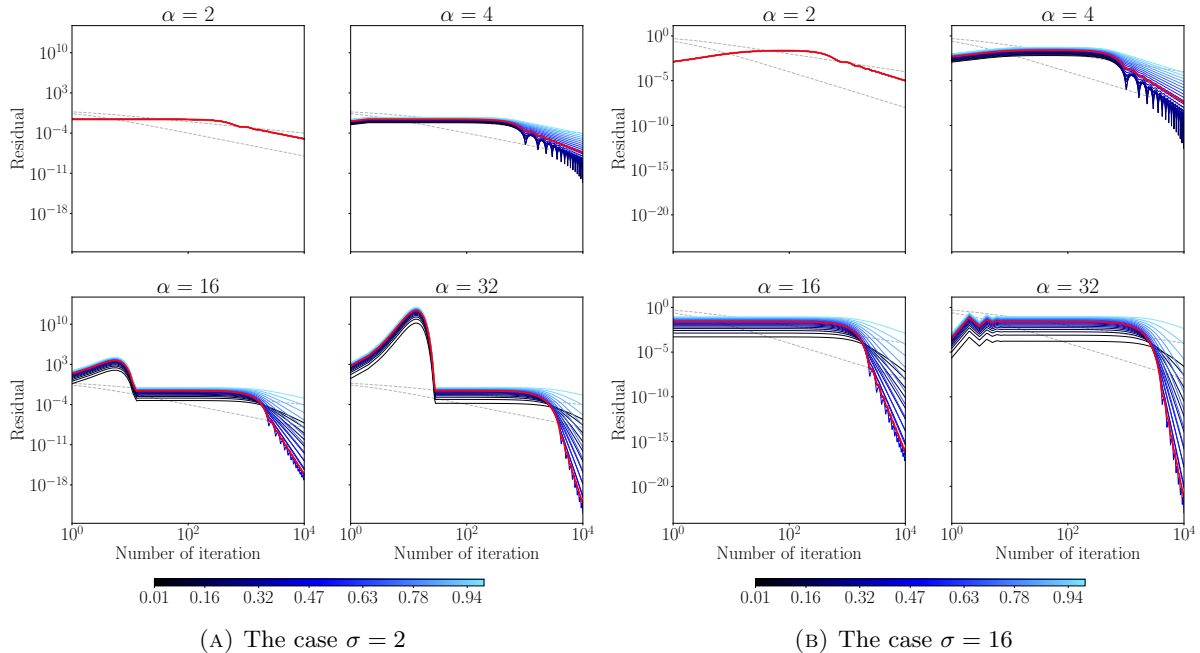 α = 2
α = 4
α = 2
α = 4
10^10
10^3
10^-4
10^-11
10^-18
Residual
10^0
10^-5
10^-10
10^-15
10^-20
Residual
α = 16
α = 32
α = 16
α = 32
10^10
10^3
10^-4
10^-11
10^-18
Residual
10^0
10^-5
10^-10
10^-15
10^-20
Residual
10^0 10^2 10^0 10^2 10^4
10^0 10^2 10^0 10^2 10^4
Number of iteration
Number of iteration
Number of iteration
Number of iteration
0.01 0.16 0.32 0.47 0.63 0.78 0.94
0.01 0.16 0.32 0.47 0.63 0.78 0.94
(A) The case σ = 2
(B) The case σ = 16